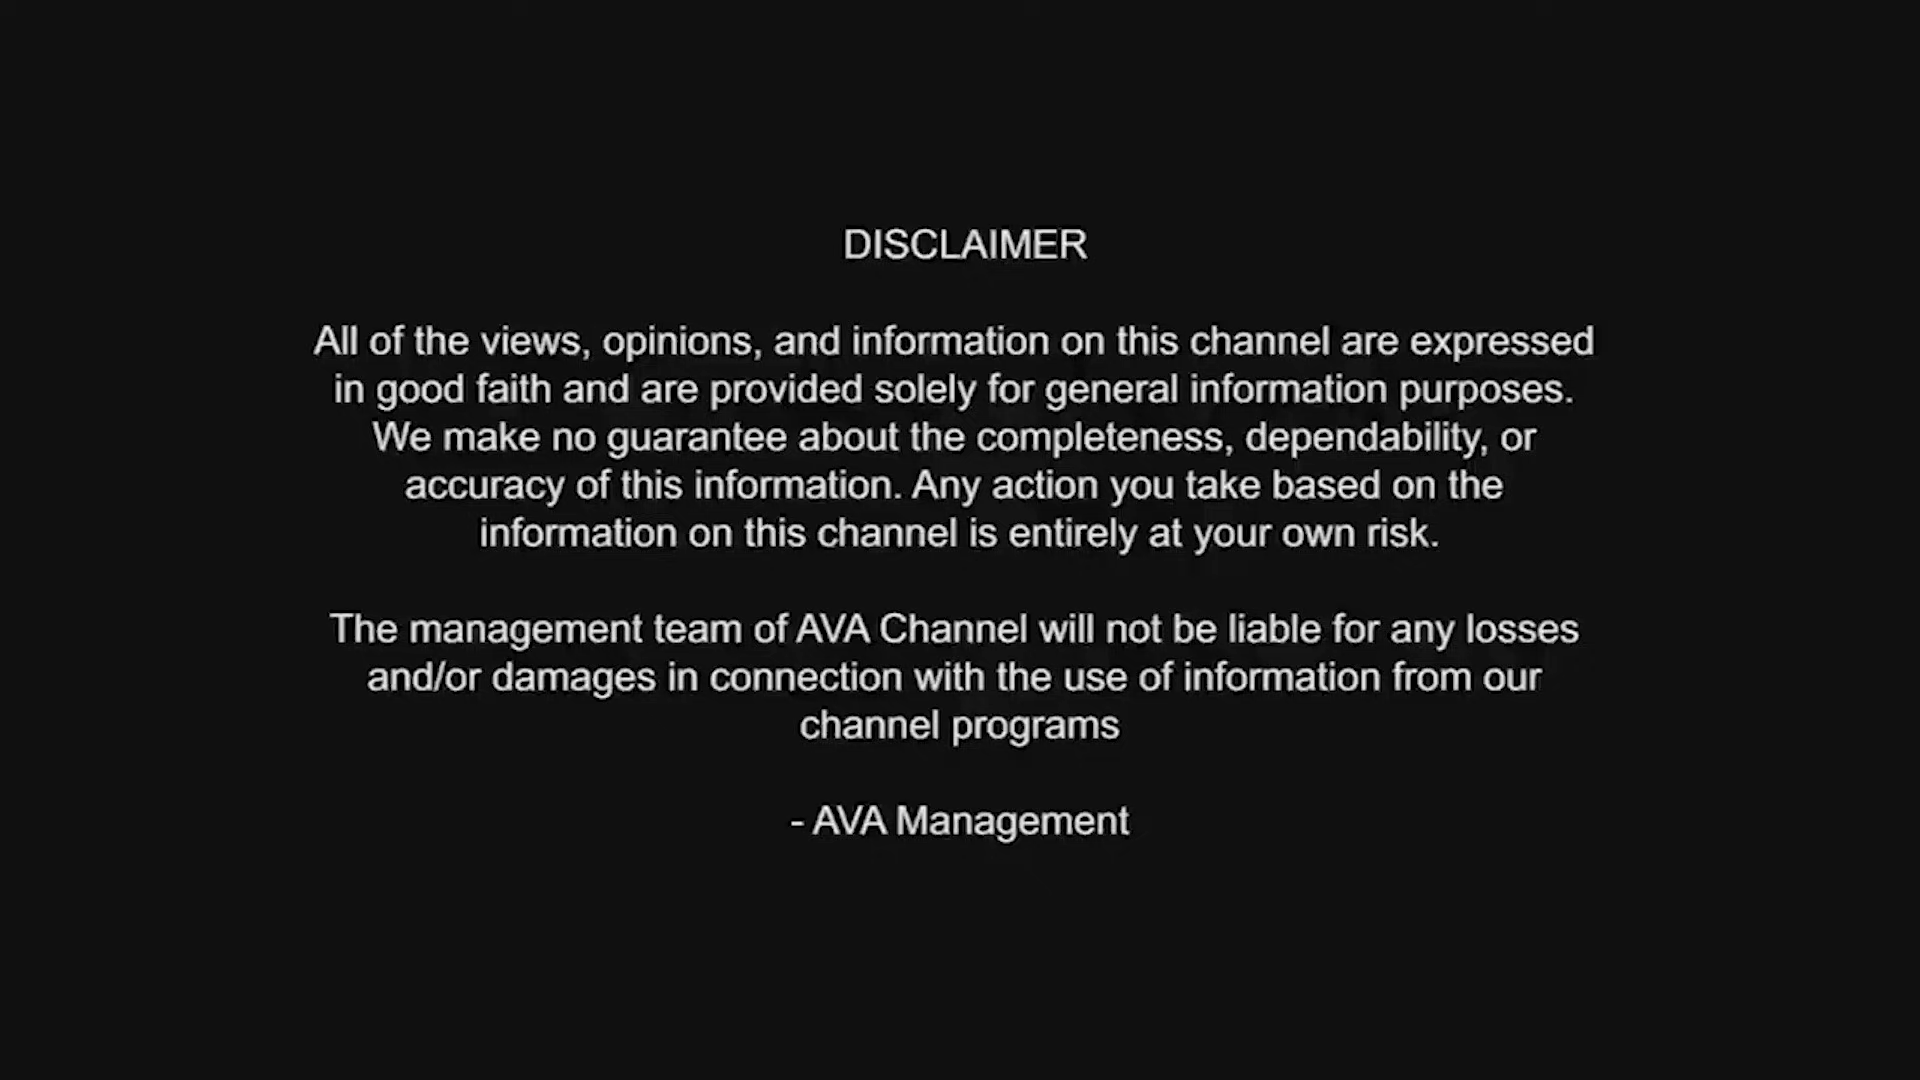 DISCLAIMER
All of the views, opinions, and information on this channel are expressed
in good faith and are provided solely for general information purposes.
We make no guarantee about the completeness, dependability, or
accuracy of this information. Any action you take based on the
information on this channel is entirely at your own risk.
The management team of AVA Channel will not be liable for any losses
and/or damages in connection with the use of information from our
channel programs
- AVA Management